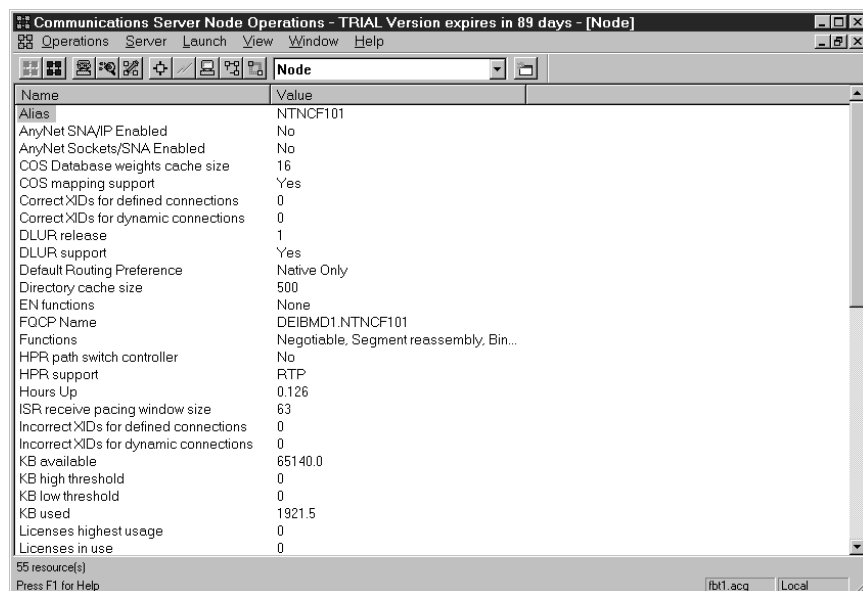 Communications Server Node Operations - TRIAL Version expires in 89 days - [Node]
Operations Server Launch View Window Help
Node
Name Value
Alias NTNCF101
AnyNet SNA/IP Enabled No
AnyNet Sockets/SNA Enabled No
COS Database weights cache size 16
COS mapping support Yes
Correct XIDs for defined connections 0
Correct XIDs for dynamic connections 0
DLUR release 1
DLUR support Yes
Default Routing Preference Native Only
Directory cache size 500
EN functions None
FQCP Name DEIBMD1.NTNCF101
Functions Negotiable, Segment reassembly, Bin...
HPR path switch controller No
HPR support RTP
Hours Up 0.126
ISR receive pacing window size 63
Incorrect XIDs for defined connections 0
Incorrect XIDs for dynamic connections 0
KB available 65140.0
KB high threshold 0
KB low threshold 0
KB used 1921.5
Licenses highest usage 0
Licenses in use 0
55 resource(s)
Press F1 for Help fbt1.acg Local